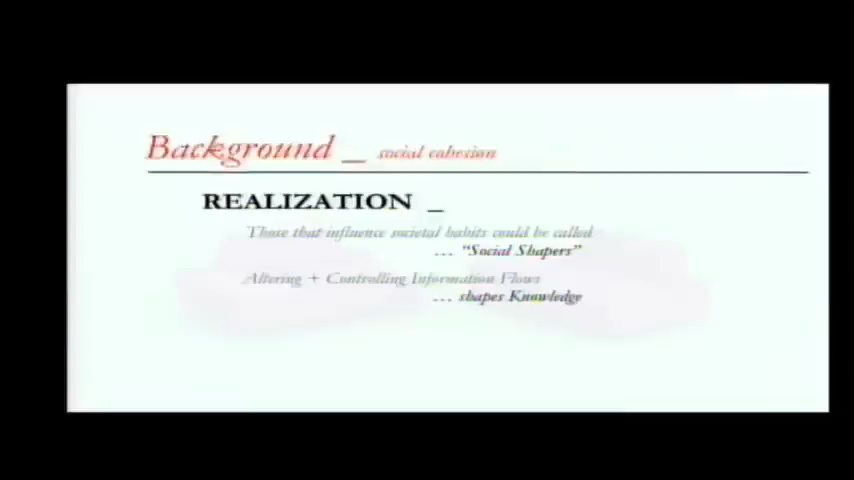 Background _ social cohesion
REALIZATION _
Those that influence societal habits could be called
... “Social Shapers”
Altering + Controlling Information Flows
... shapes Knowledge